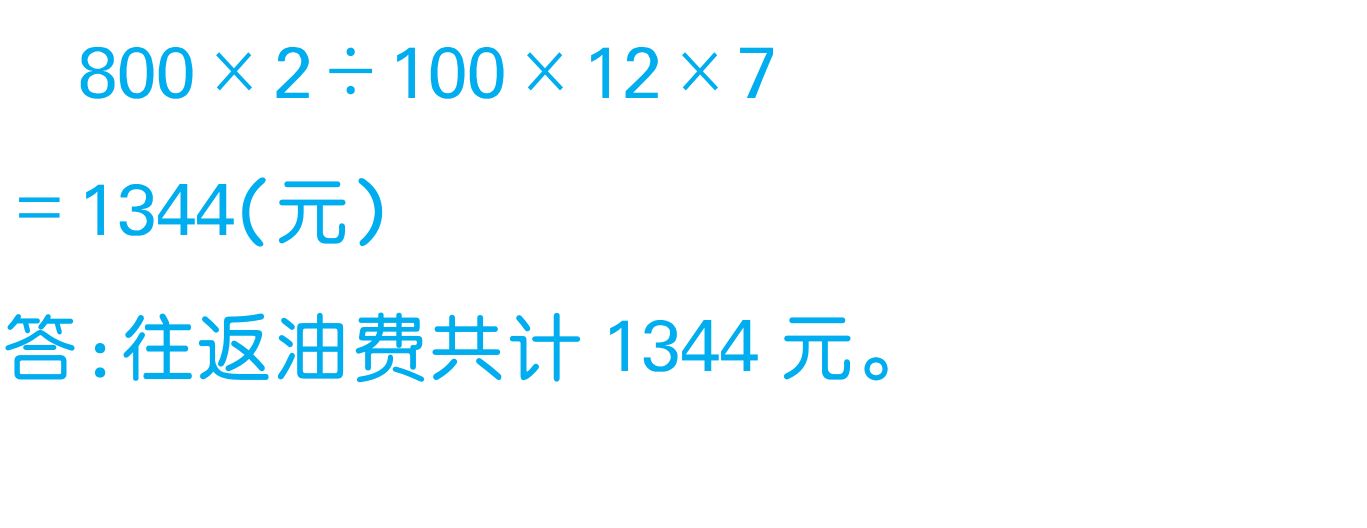 800 × 2 ÷ 100 × 12 × 7
= 1344(元)
答:往返油费共计 1344 元。